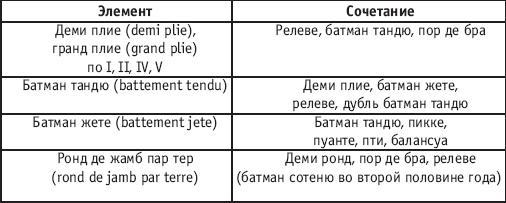 Элемент
Сочетание
Деми плие (demi plie),
гранд плие (grand plie)
по I, II, IV, V
Релеве, батман тандю, пор де бра
Батман тандю (battement tendu)
Деми плие, батман жете,
релеве, дубль батман тандю
Батман жете (battement jete)
Батман тандю, пикке,
пуанте, пти, балансуа
Ронд де жамб пар тер
(rond de jamb par terre)
Деми ронд, пор де бра, релеве
(батман сотеню во второй половине года)